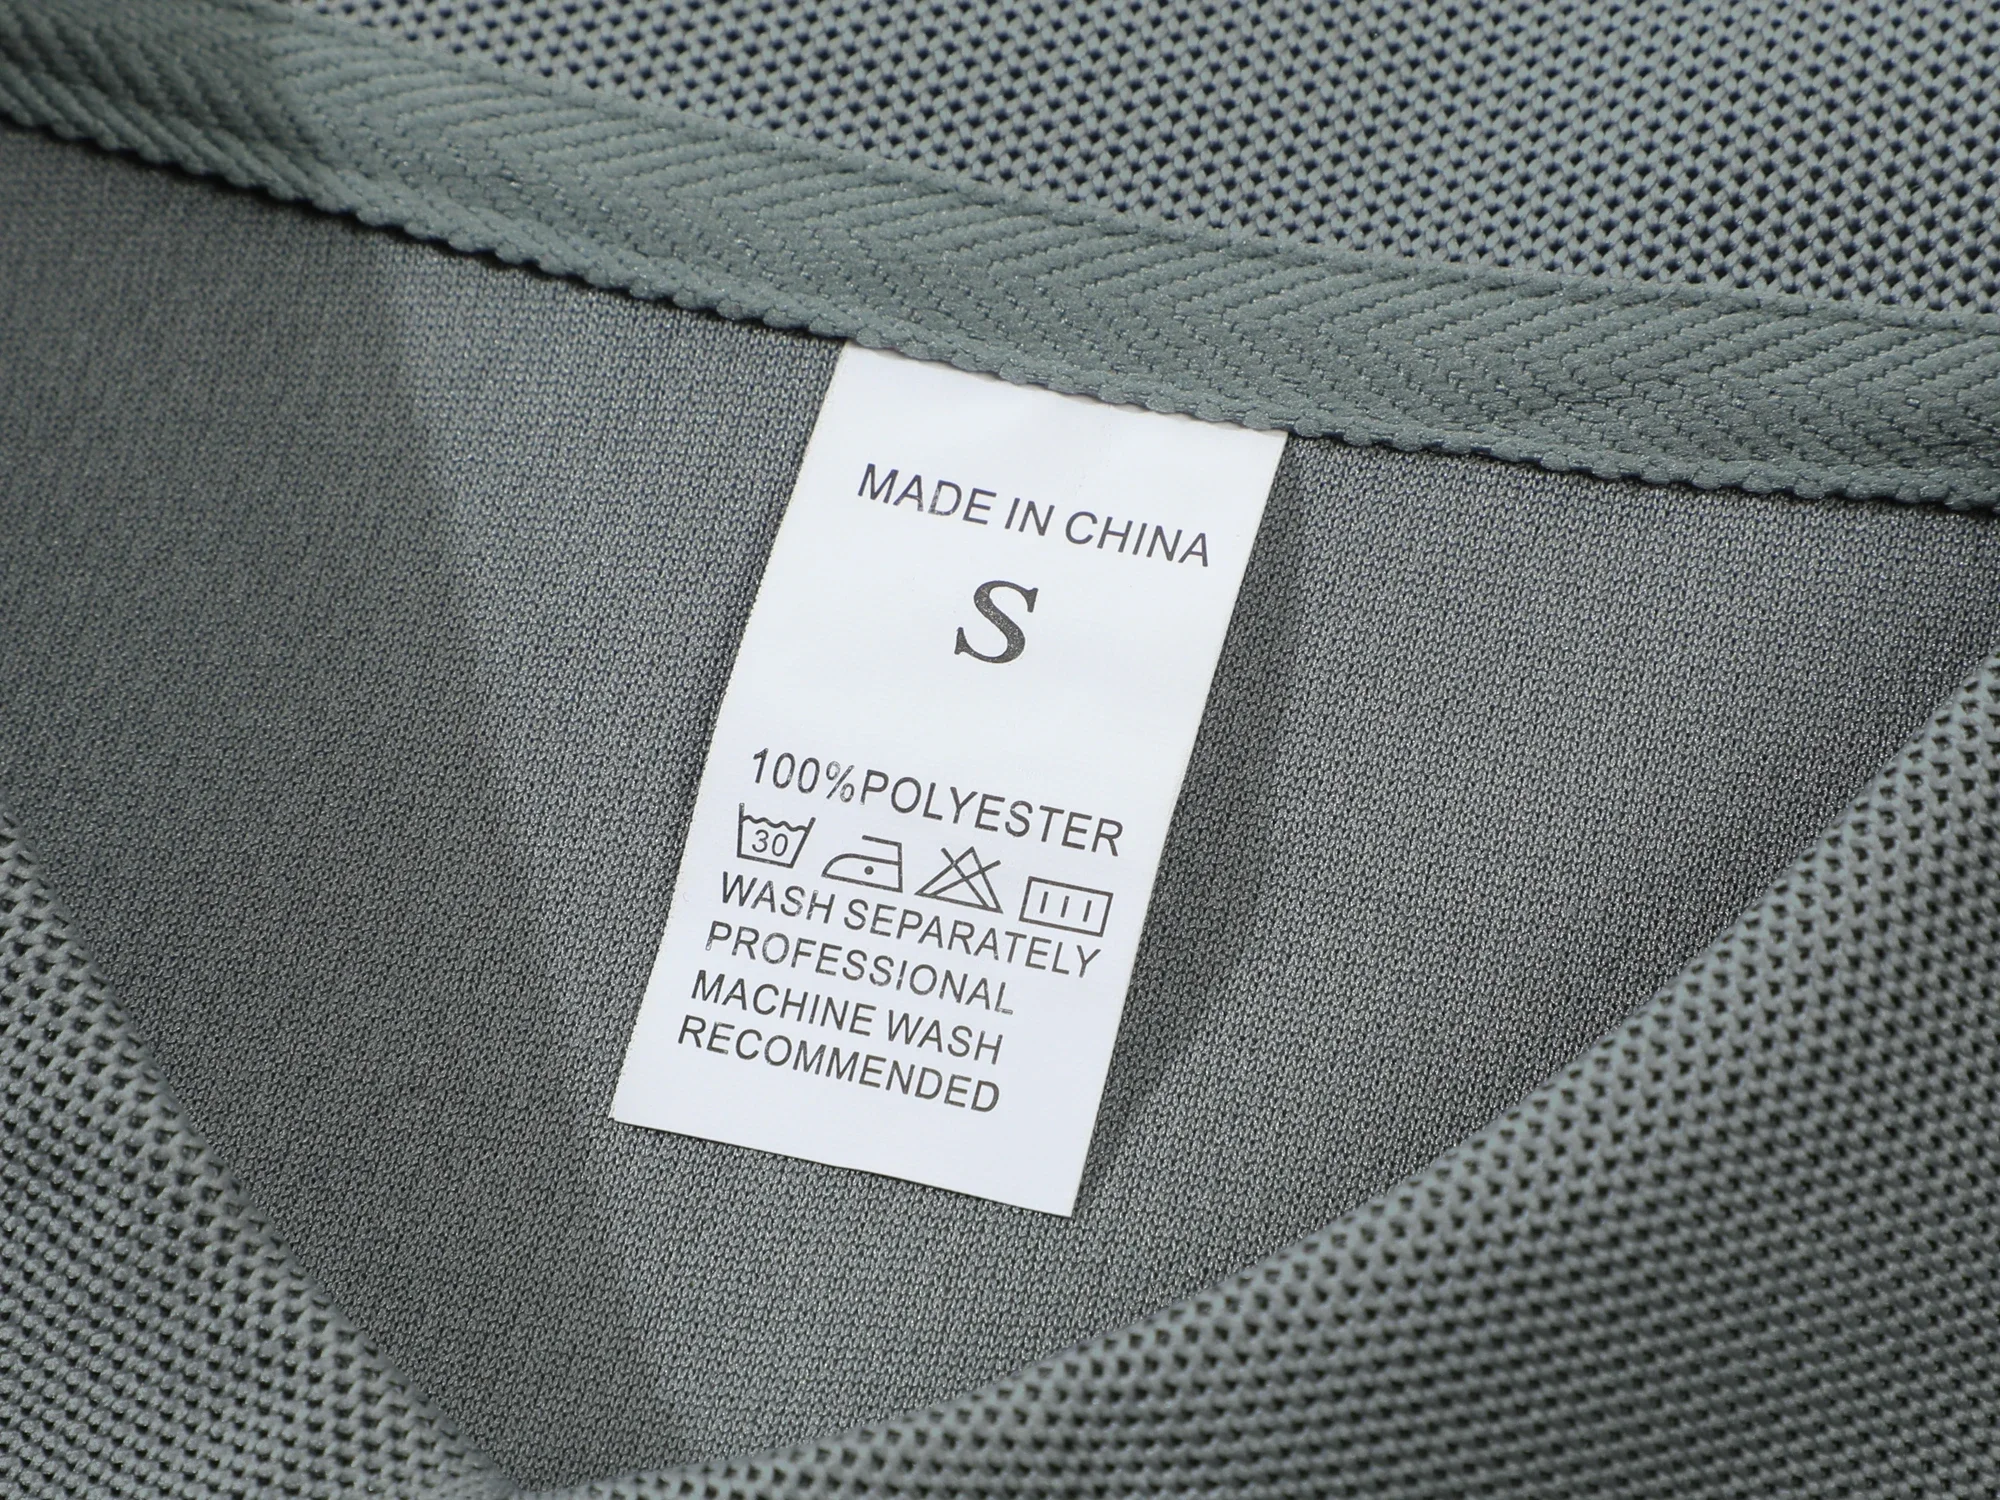 MADE IN CHINA
S
100%POLYESTER
30
WASH SEPARATELY
PROFESSIONAL
MACHINE WASH
RECOMMENDED